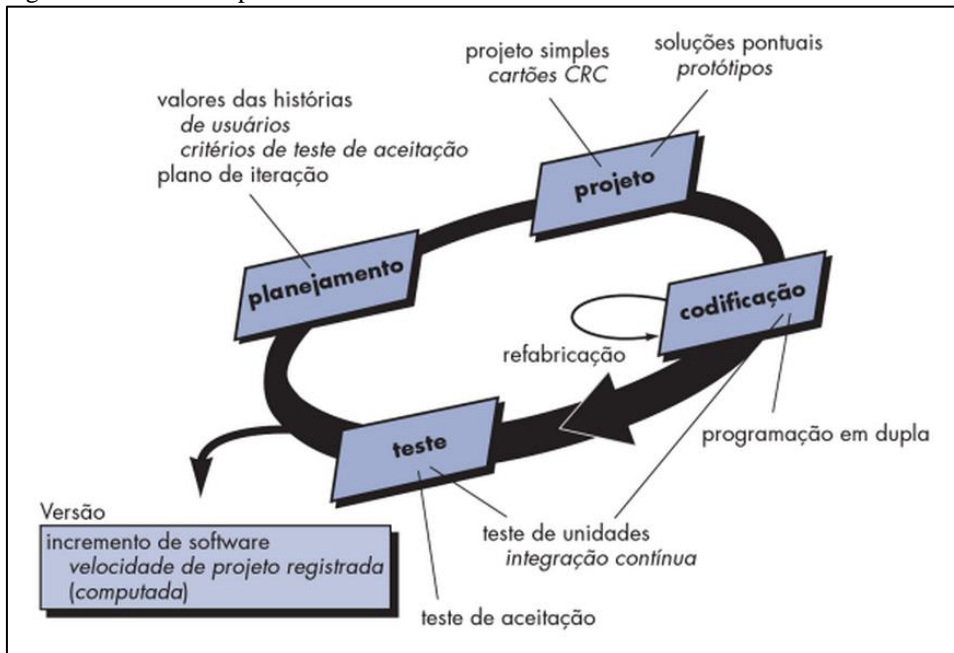 projeto simples
cartões CRC
soluções pontuais
protótipos
valores das histórias
de usuários
critérios de teste de aceitação
plano de iteração
projeto
planejamento
codificação
refabricação
teste
programação em dupla
Versão
incremento de software
velocidade de projeto registrada
(computada)
teste de unidades
integração contínua
teste de aceitação